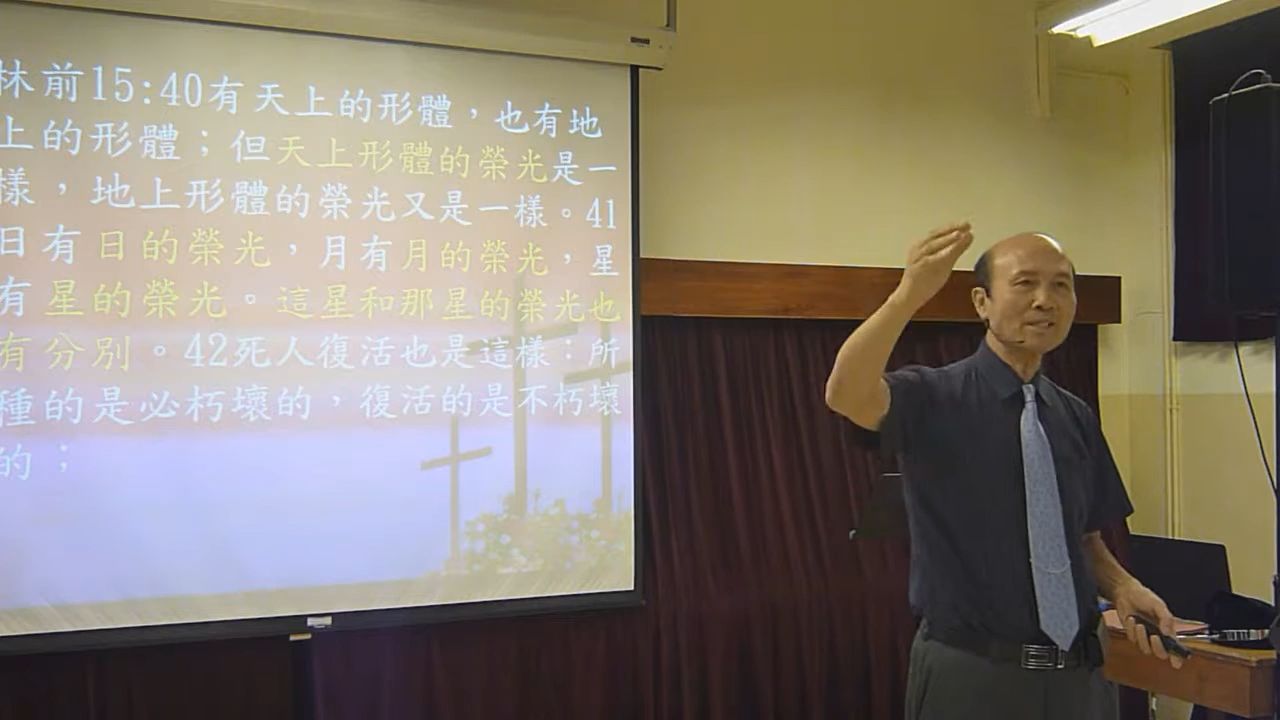 林前15:40有天上的形體，也有地
上的形體；但天上形體的榮光是一
樣，地上形體的榮光又是一樣。41
日有日的榮光，月有月的榮光，星
有星的榮光。這星和那星的榮光也
有分別。42死人復活也是這樣：所
種的是必朽壞的，復活的是不朽壞
的；